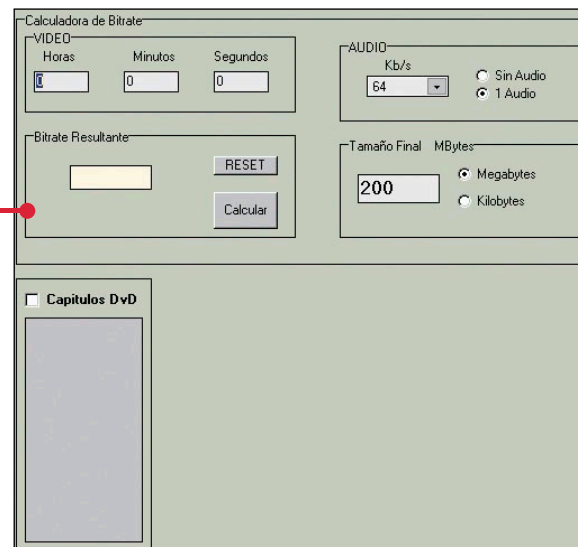 Calculadora de Bitrate
VIDEO
Horas Minutos Segundos
0 0 0
AUDIO
Kb/s
64
Sin Audio
1 Audio
Bitrate Resultante
RESET
Calcular
Tamaño Final MBytes
200
Megabytes
Kilobytes
Capitulos DvD